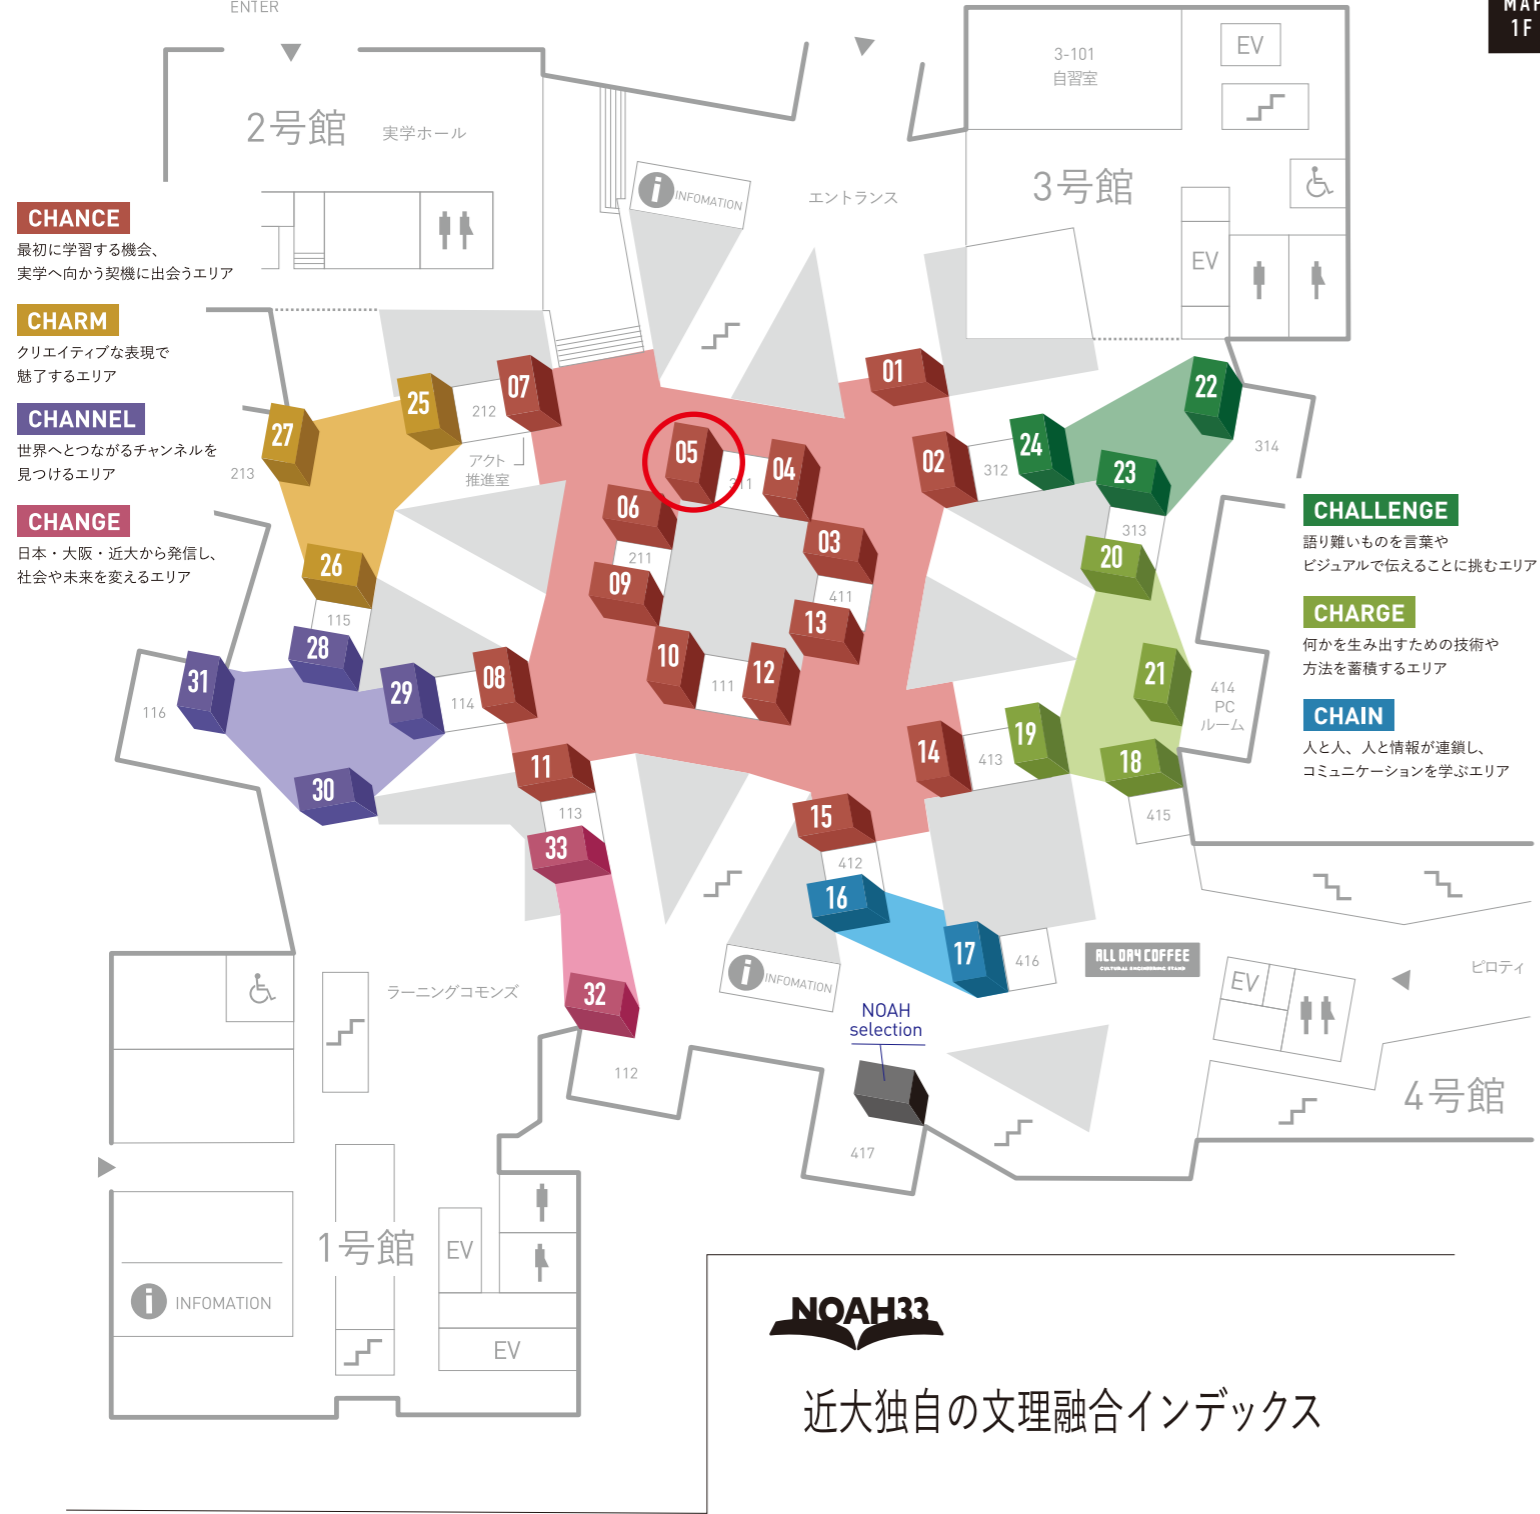 ENTER
MAP
1F
2号館
実学ホール
INFOMATION
エントランス
3-101
自習室
EV
3号館
EV
CHANCE
最初に学習する機会、
実学へ向かう契機に出会うエリア
CHARM
クリエイティブな表現で
魅了するエリア
CHANNEL
世界へとつながるチャンネルを
見つけるエリア
CHANGE
日本・大阪・近大から発信し、
社会や未来を変えるエリア
CHALLENGE
語り難いものを言葉や
ビジュアルで伝えることに挑むエリア
CHARGE
何かを生み出すための技術や
方法を蓄積するエリア
CHAIN
人と人、人と情報が連鎖し、
コミュニケーションを学ぶエリア
01
22
07
25
212
27
213
アクト
推進室
05
311
04
02
312
24
23
314
06
211
09
03
411
13
313
20
26
115
28
31
116
29
114
08
10
111
12
21
414
PC
ルーム
14
413
19
18
415
30
11
113
33
15
412
16
17
416
32
112
ALL DAY COFFEE
CULTURAL ENGINEERING STAND
INFOMATION
NOAH
selection
417
EV
ピロティ
4号館
ラーニングコモンズ
1号館
EV
INFOMATION
EV
NOAH33
近大独自の文理融合インデックス